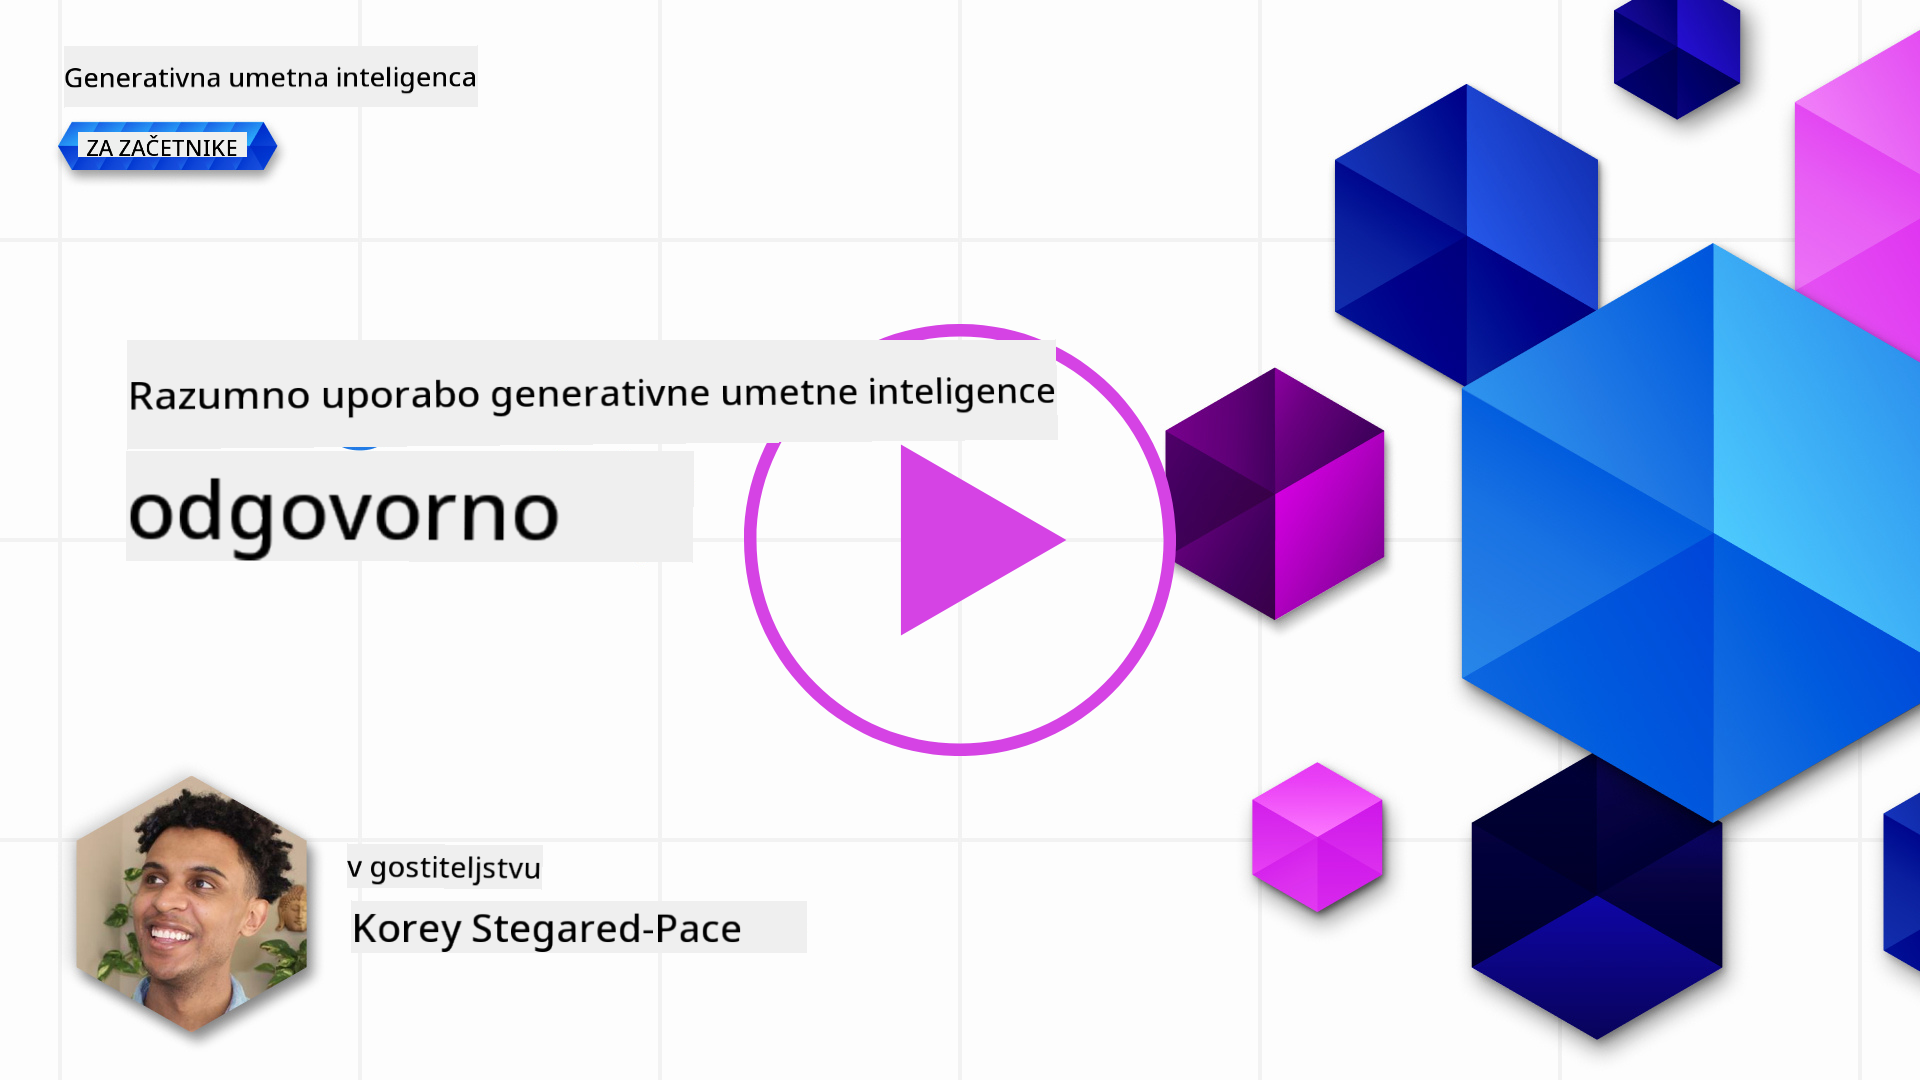 Generativna umetna inteligenca
ZA ZAČETNIKE
Razumno uporabo generativne umetne inteligence
odgovorno
v gostiteljstvu
Korey Stegared-Pace